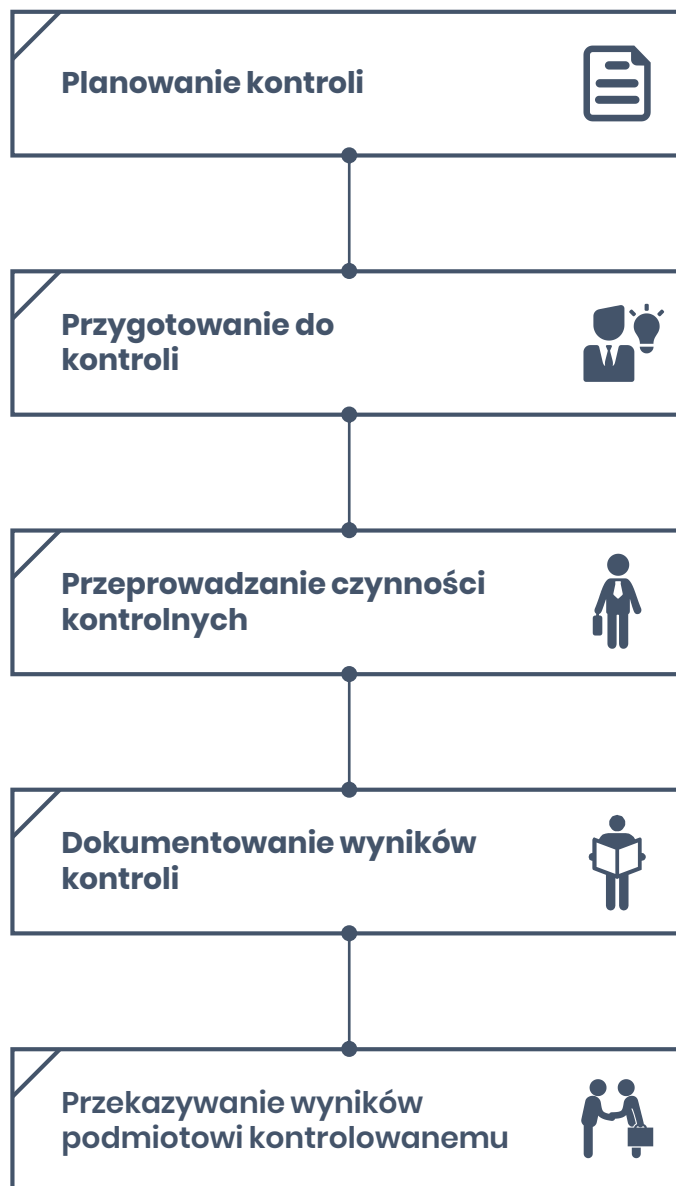 Planowanie kontroli
Przygotowanie do
kontroli
Przeprowadzanie czynności
kontrolnych
Dokumentowanie wyników
kontroli
Przekazywanie wyników
podmiotowi kontrolowanemu